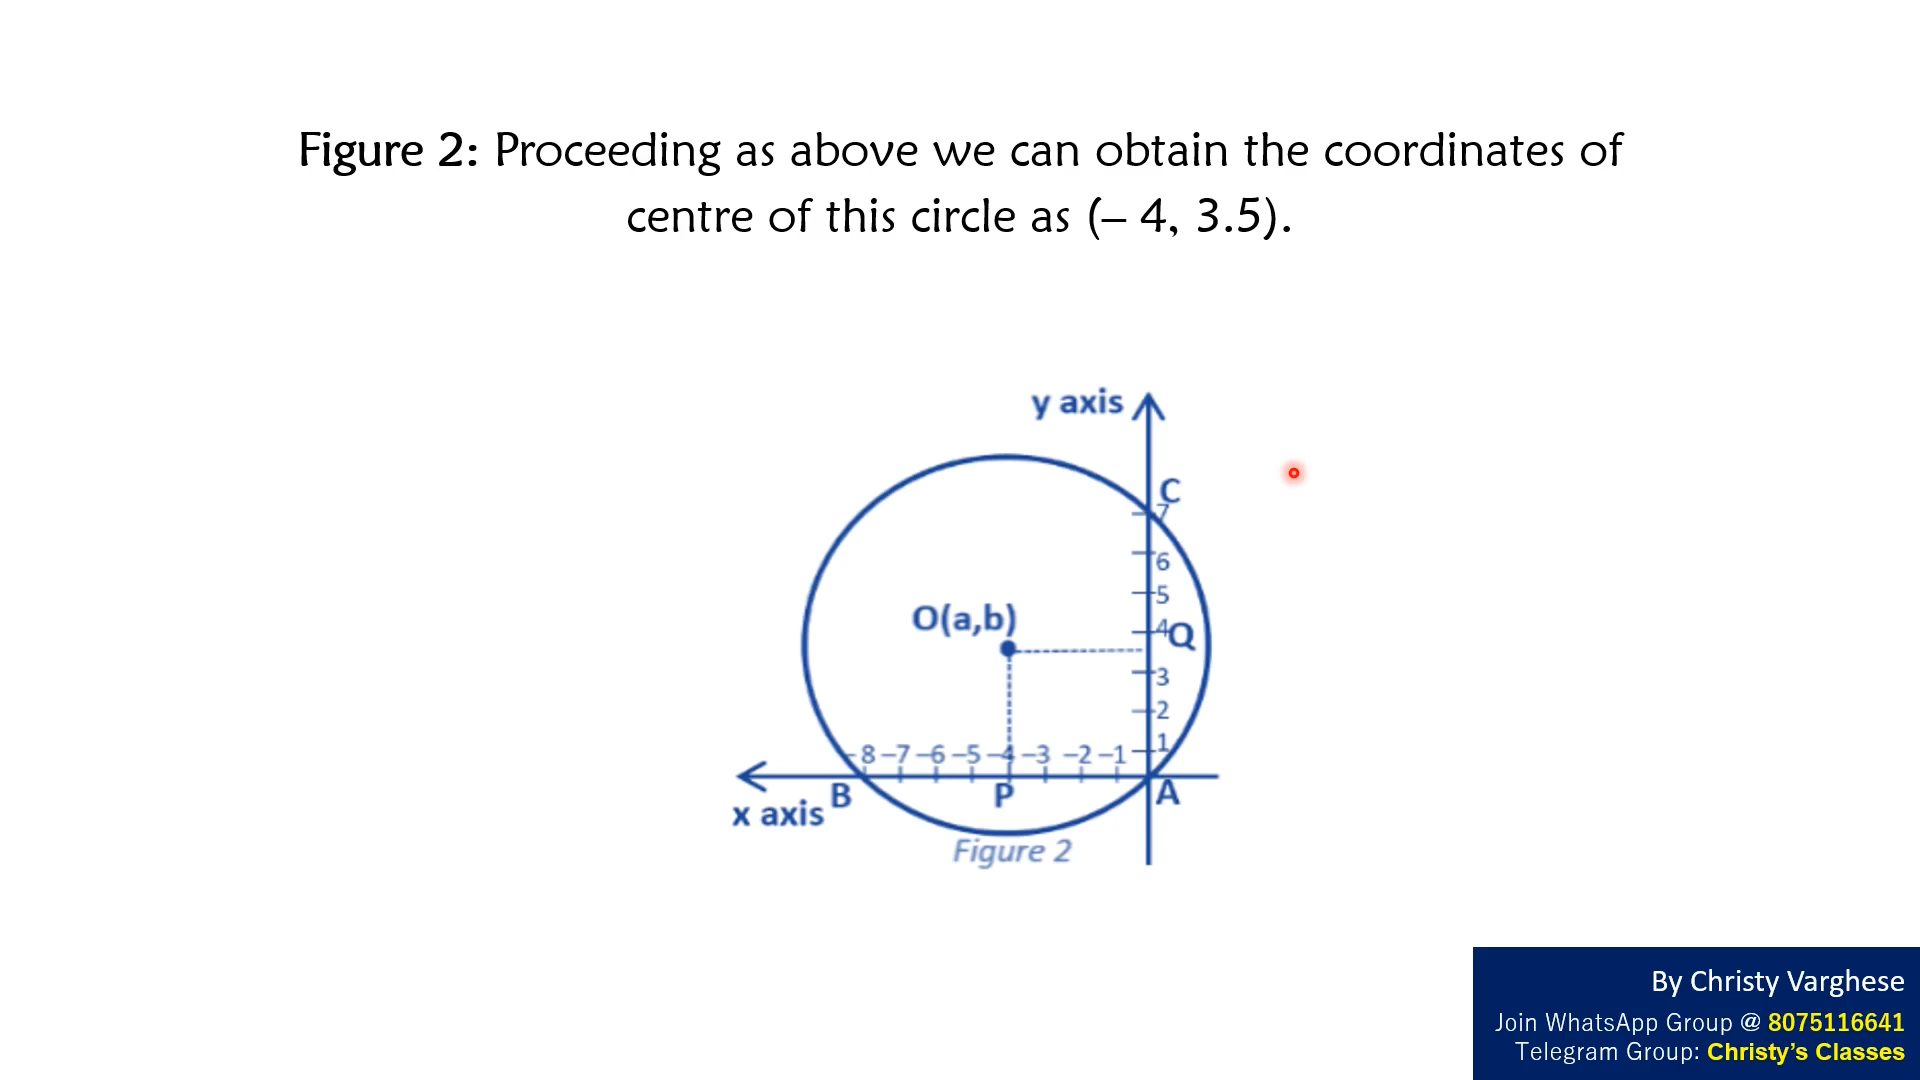 Figure 2: Proceeding as above we can obtain the coordinates of
centre of this circle as (– 4, 3.5).
y axis
C
7
6
5
O(a,b)
4 Q
3
2
1
–8 –7 –6 –5 –4 –3 –2 –1
B P A
x axis
Figure 2
By Christy Varghese
Join WhatsApp Group @ 8075116641
Telegram Group: Christy’s Classes